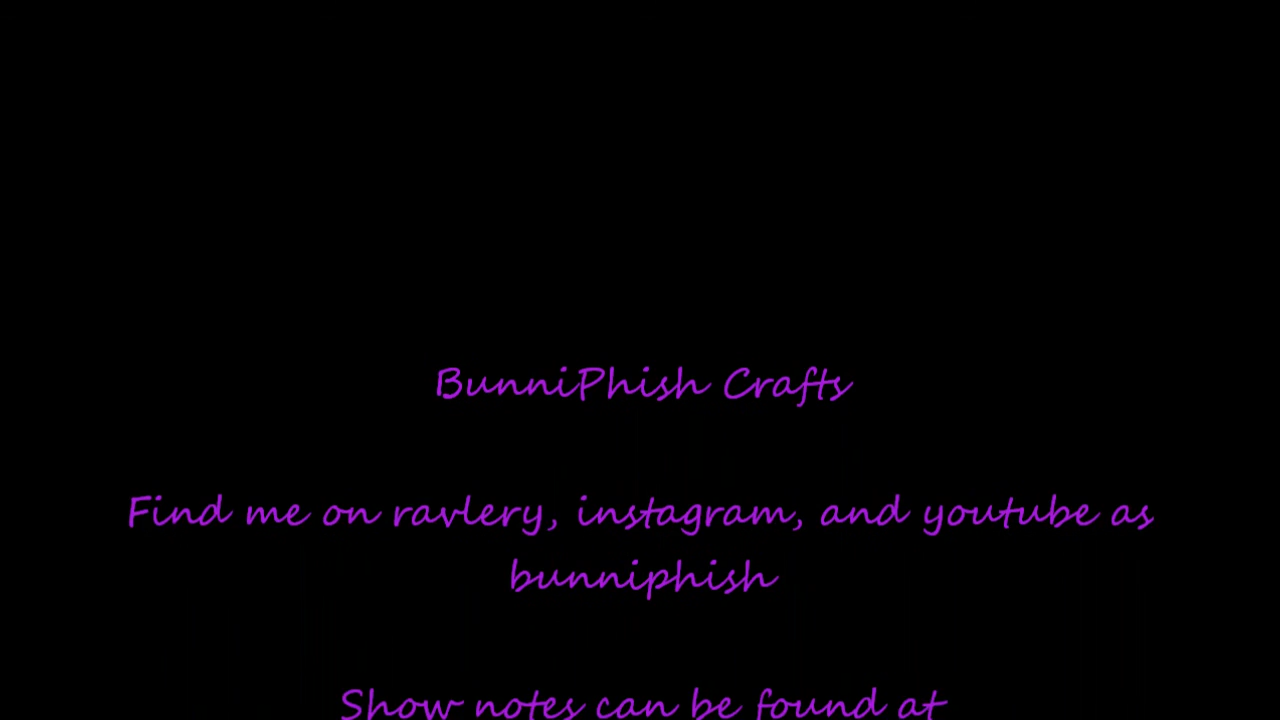 BunniPhish Crafts
Find me on ravlery, instagram, and youtube as
bunniphish
Show notes can be found at